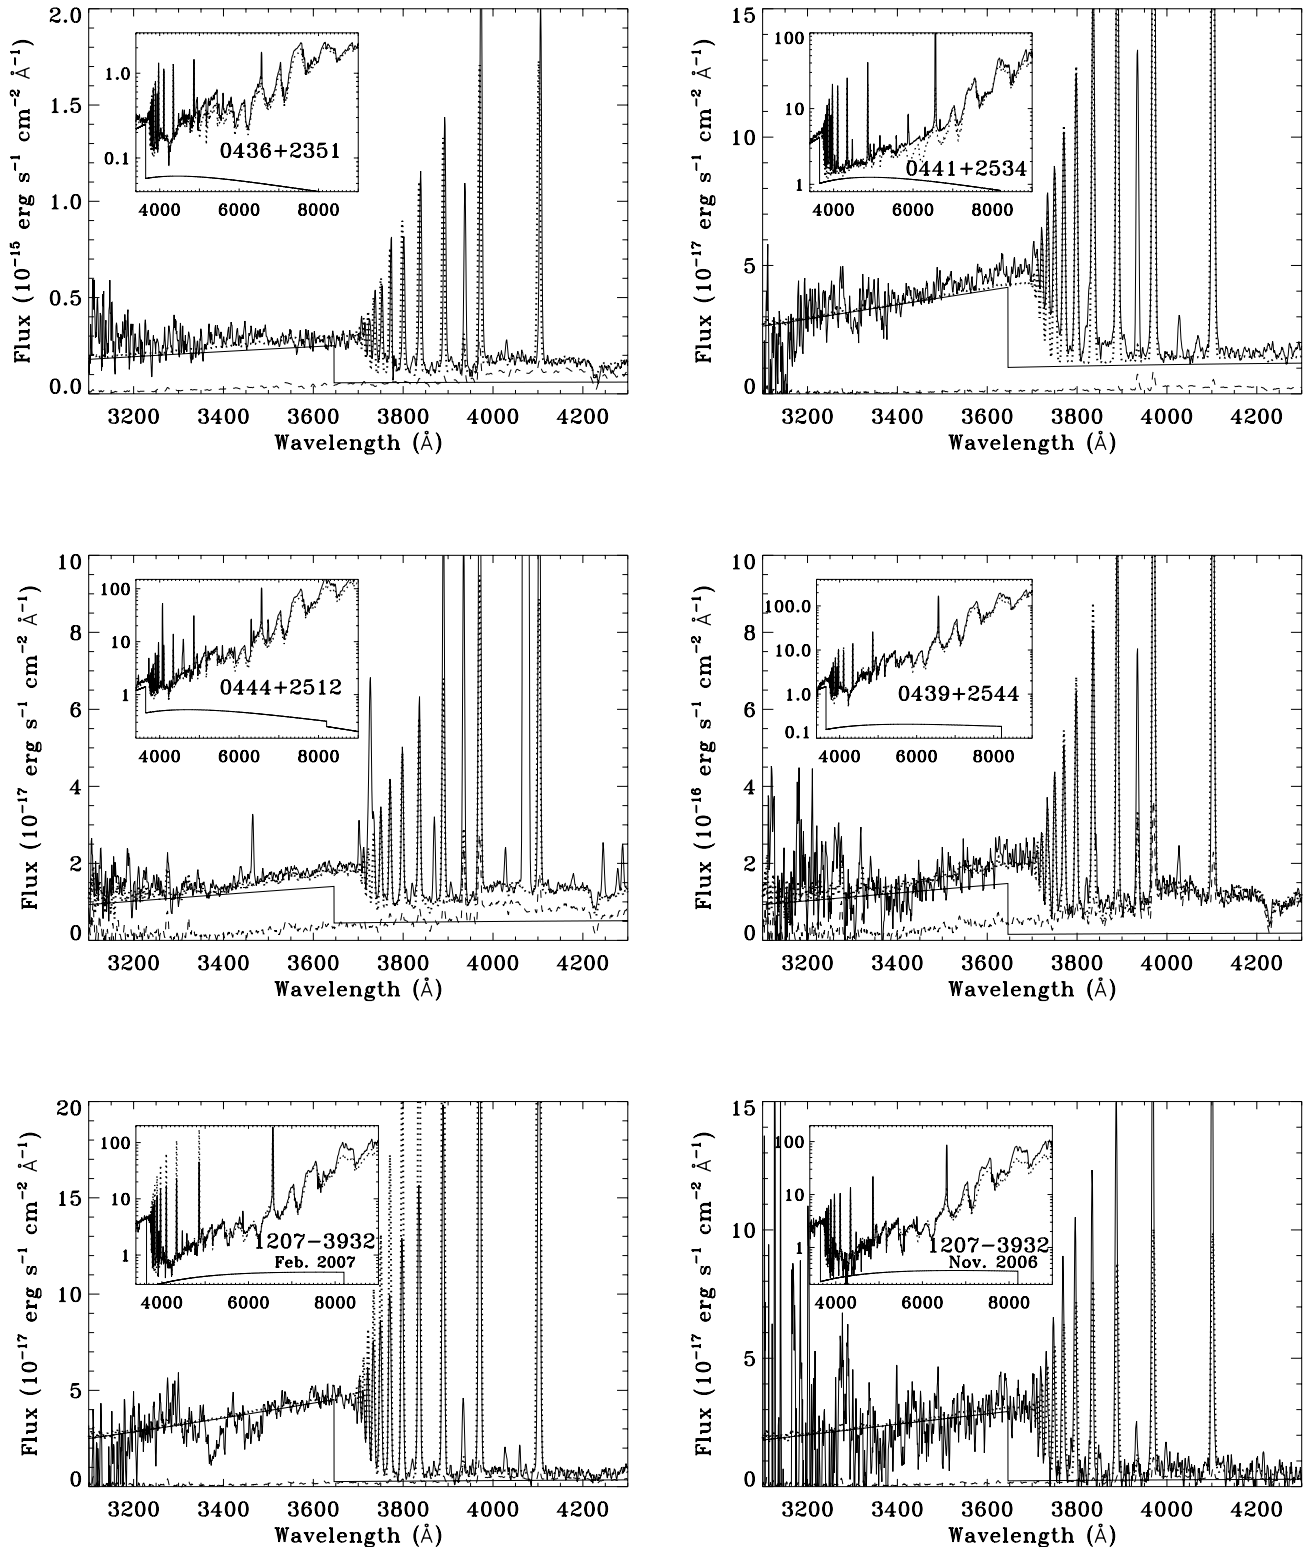 2.0
1.5
1.0
0.5
0.0
Flux (10⁻¹⁵ erg s⁻¹ cm⁻² Å⁻¹)
1.0
0.1
0436+2351
4000 6000 8000
3200 3400 3600 3800 4000 4200
Wavelength (Å)
15
10
5
0
Flux (10⁻¹⁷ erg s⁻¹ cm⁻² Å⁻¹)
100
10
1
0441+2534
4000 6000 8000
3200 3400 3600 3800 4000 4200
Wavelength (Å)
10
8
6
4
2
0
Flux (10⁻¹⁷ erg s⁻¹ cm⁻² Å⁻¹)
100
10
1
0444+2512
4000 6000 8000
3200 3400 3600 3800 4000 4200
Wavelength (Å)
10
8
6
4
2
0
Flux (10⁻¹⁶ erg s⁻¹ cm⁻² Å⁻¹)
100.0
10.0
1.0
0.1
0439+2544
4000 6000 8000
3200 3400 3600 3800 4000 4200
Wavelength (Å)
20
15
10
5
0
Flux (10⁻¹⁷ erg s⁻¹ cm⁻² Å⁻¹)
100
10
1
1207−3932
Feb. 2007
4000 6000 8000
3200 3400 3600 3800 4000 4200
Wavelength (Å)
15
10
5
0
Flux (10⁻¹⁷ erg s⁻¹ cm⁻² Å⁻¹)
100
10
1
1207−3932
Nov. 2006
4000 6000 8000
3200 3400 3600 3800 4000 4200
Wavelength (Å)